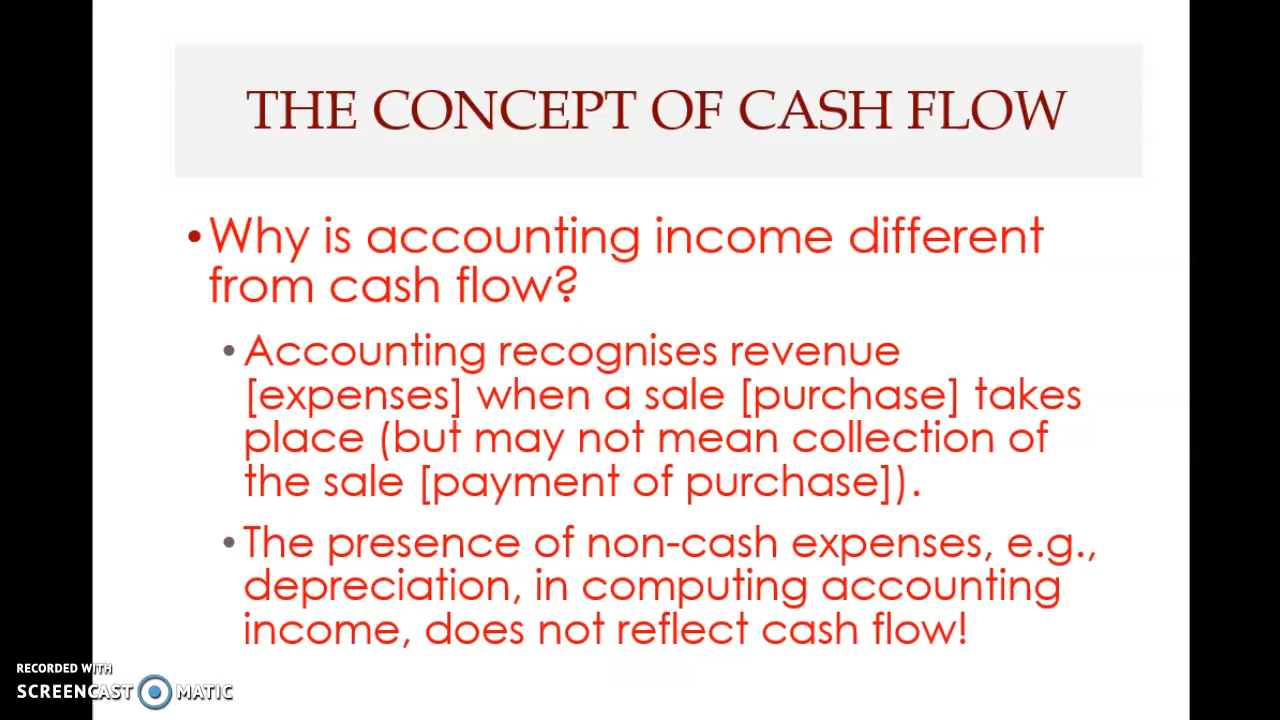 THE CONCEPT OF CASH FLOW
•Why is accounting income different
from cash flow?
•Accounting recognises revenue
[expenses] when a sale [purchase] takes
place (but may not mean collection of
the sale [payment of purchase]).
•The presence of non-cash expenses, e.g.,
depreciation, in computing accounting
income, does not reflect cash flow!
RECORDED WITH
SCREENCAST MATIC